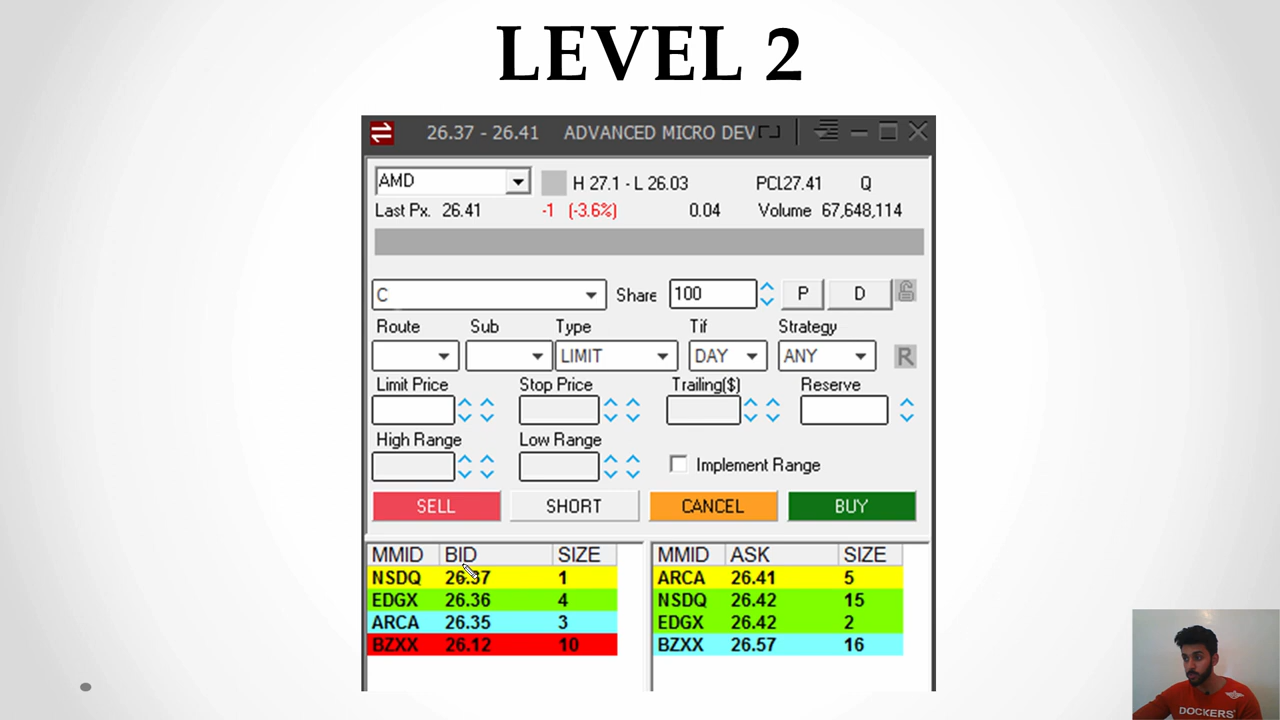 LEVEL 2
26.37 - 26.41 ADVANCED MICRO DEV
AMD H 27.1 - L 26.03 PCL27.41 Q
Last Px. 26.41 -1 (-3.6%) 0.04 Volume 67,648,114
C Share 100 P D
Route Sub Type Tif Strategy
LIMIT DAY ANY R
Limit Price Stop Price Trailing($) Reserve
High Range Low Range
Implement Range
SELL SHORT CANCEL BUY
MMID BID SIZE MMID ASK SIZE
NSDQ 26.37 1 ARCA 26.41 5
EDGX 26.36 4 NSDQ 26.42 15
ARCA 26.35 3 EDGX 26.42 2
BZXX 26.12 10 BZXX 26.57 16
DOCKERS